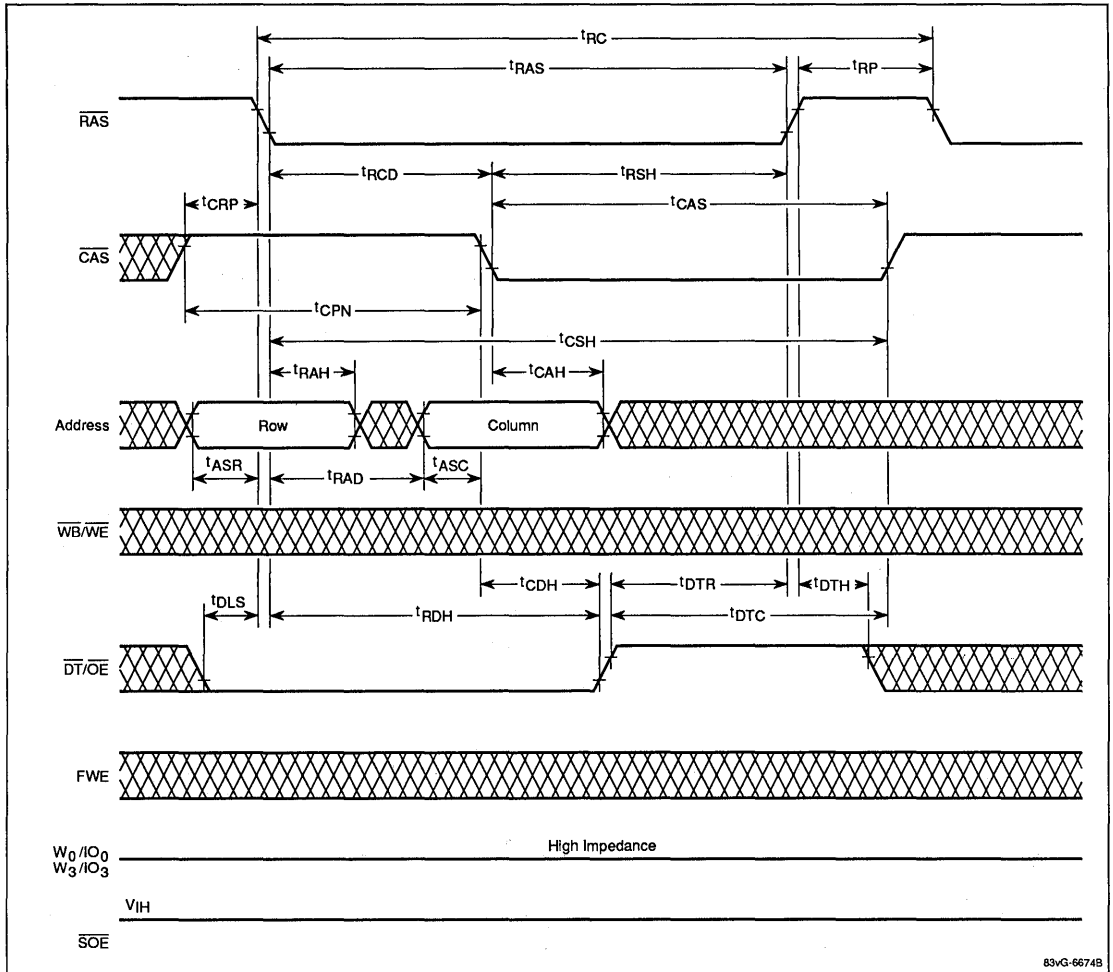 tRC
tRAS
tRP
RAS
tRCD
tRSH
tCRP
tCAS
CAS
tCPN
tCSH
tRAH
tCAH
Address
Row
Column
tASR
tRAD
tASC
WB/WE
tCDH
tDTR
tDTH
tDLS
tRDH
tDTC
DT/OE
FWE
W0/IO0
W3/IO3
High Impedance
VIH
SOE
83vG-6674B